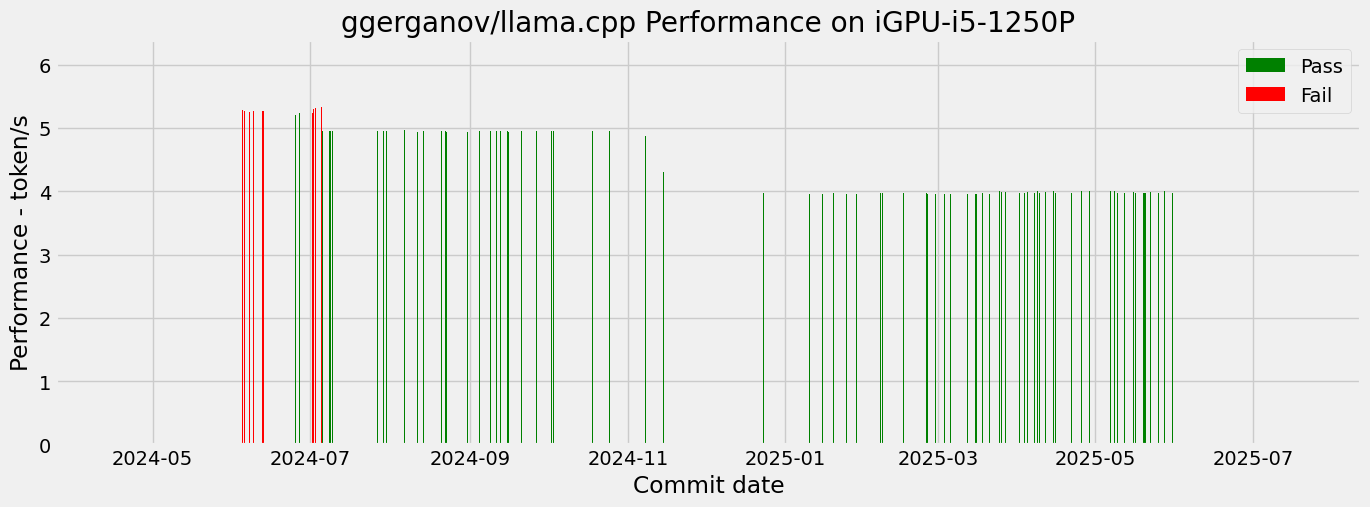 ggerganov/llama.cpp Performance on iGPU-i5-1250P
Performance - token/s
6
5
4
3
2
1
0
Pass
Fail
2024-05 2024-07 2024-09 2024-11 2025-01 2025-03 2025-05 2025-07
Commit date